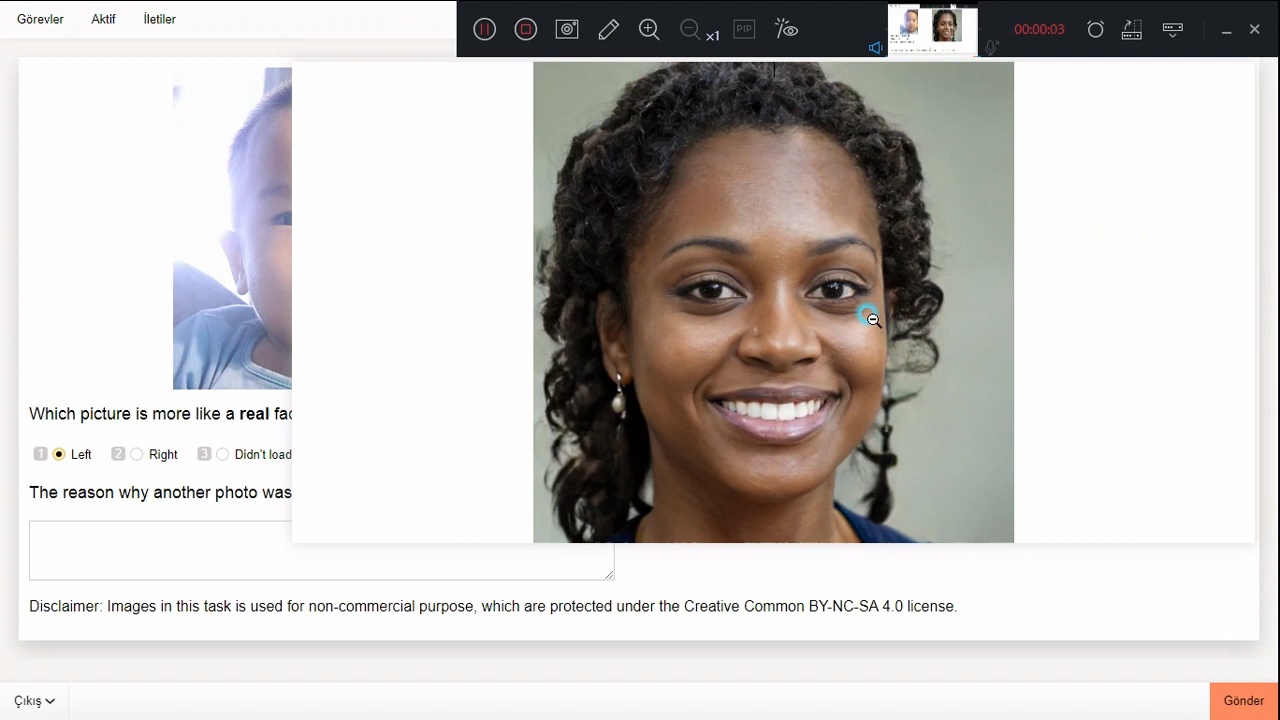 Görevler Aktif İletiler
x1 PIP 00:00:03
Which picture is more like a real fac
1 Left 2 Right 3 Didn't load
The reason why another photo was
Disclaimer: Images in this task is used for non-commercial purpose, which are protected under the Creative Common BY-NC-SA 4.0 license.
Çıkış Gönder